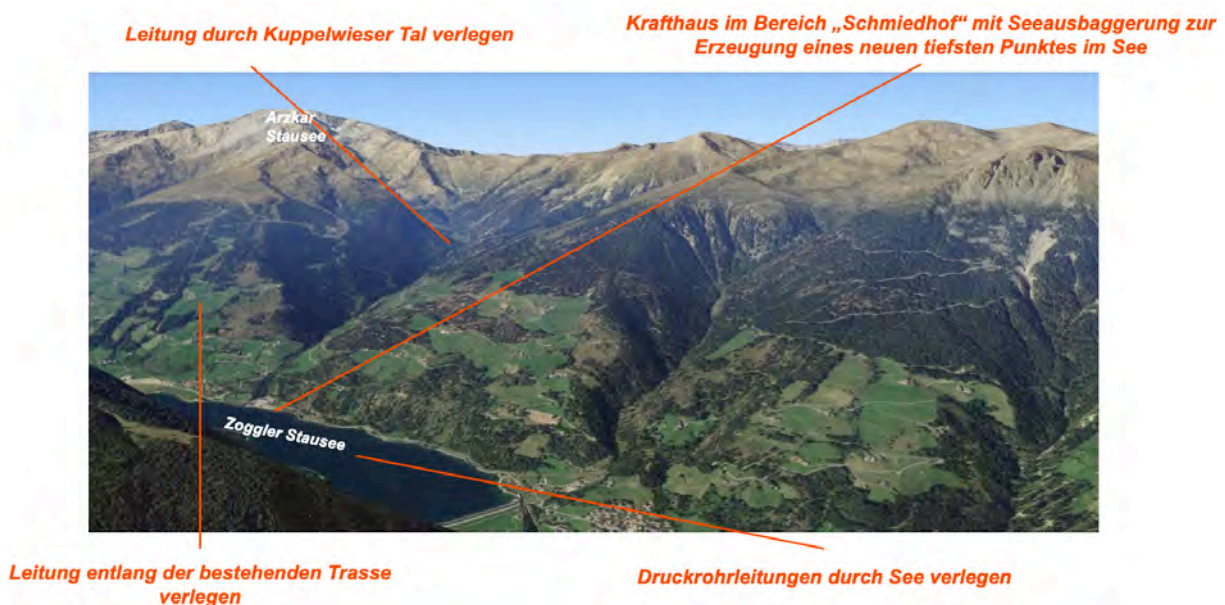 Leitung durch Kuppelwieser Tal verlegen
Krafthaus im Bereich „Schmiedhof“ mit Seeausbaggerung zur
Erzeugung eines neuen tiefsten Punktes im See
Arzkar
Stausee
Zoggler Stausee
Leitung entlang der bestehenden Trasse
verlegen
Druckrohrleitungen durch See verlegen